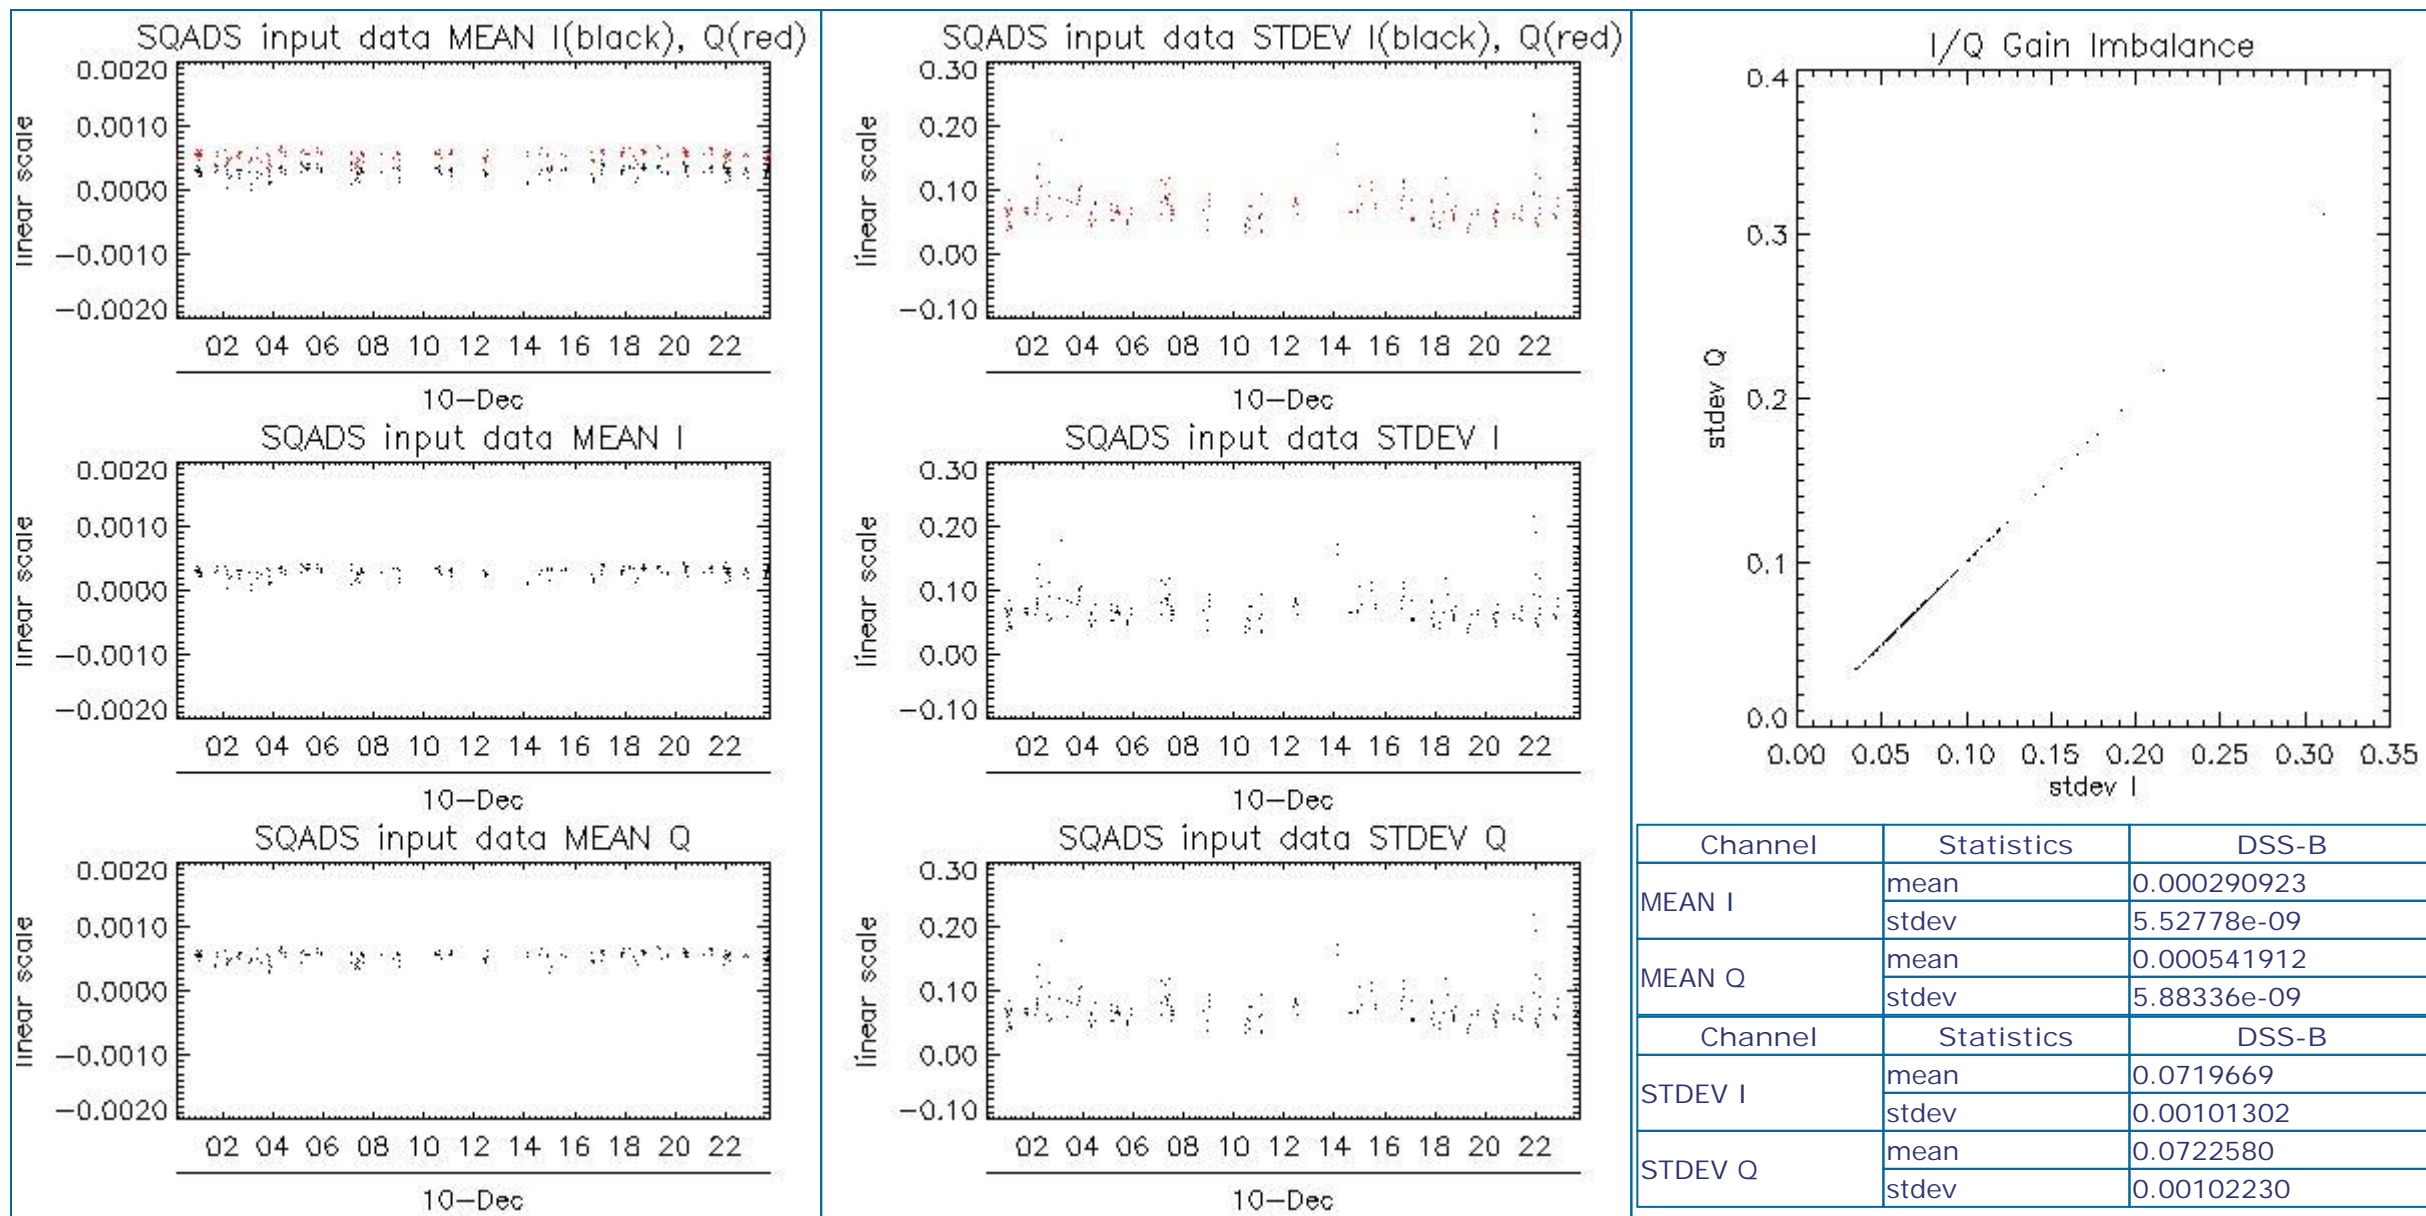 SQADS input data MEAN I(black), Q(red)
0.0020
0.0010
0.0000
-0.0010
-0.0020
linear scale
02 04 06 08 10 12 14 16 18 20 22
10-Dec
SQADS input data MEAN I
0.0020
0.0010
0.0000
-0.0010
-0.0020
linear scale
02 04 06 08 10 12 14 16 18 20 22
10-Dec
SQADS input data MEAN Q
0.0020
0.0010
0.0000
-0.0010
-0.0020
linear scale
02 04 06 08 10 12 14 16 18 20 22
10-Dec
SQADS input data STDEV I(black), Q(red)
0.30
0.20
0.10
0.00
-0.10
linear scale
02 04 06 08 10 12 14 16 18 20 22
10-Dec
SQADS input data STDEV I
0.30
0.20
0.10
0.00
-0.10
linear scale
02 04 06 08 10 12 14 16 18 20 22
10-Dec
SQADS input data STDEV Q
0.30
0.20
0.10
0.00
-0.10
linear scale
02 04 06 08 10 12 14 16 18 20 22
10-Dec
I/Q Gain Imbalance
0.4
0.3
0.2
0.1
0.0
stdev Q
0.00 0.05 0.10 0.15 0.20 0.25 0.30 0.35
stdev I
Channel Statistics DSS-B
MEAN I mean 0.000290923
stdev 5.52778e-09
MEAN Q mean 0.000541912
stdev 5.88336e-09
Channel Statistics DSS-B
STDEV I mean 0.0719669
stdev 0.00101302
STDEV Q mean 0.0722580
stdev 0.00102230